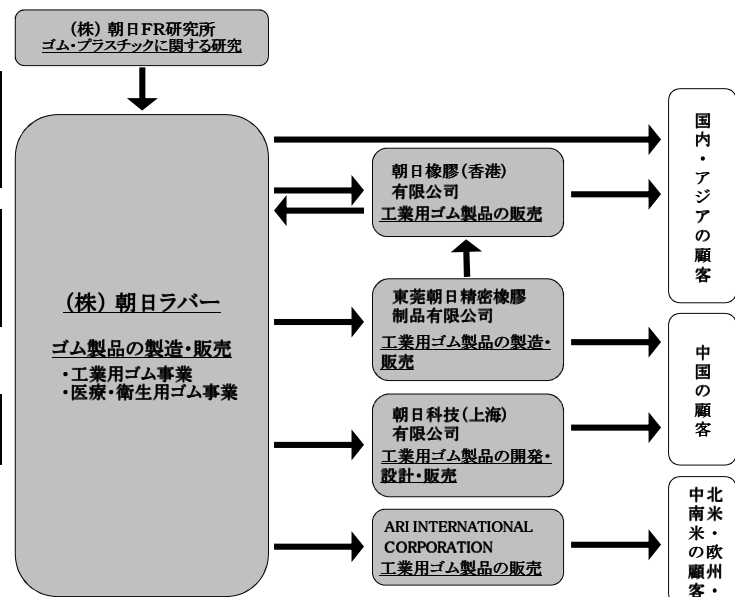 (株) 朝日FR研究所
ゴム・プラスチックに関する研究
(株) 朝日ラバー
ゴム製品の製造・販売
・工業用ゴム事業
・医療・衛生用ゴム事業
朝日橡膠(香港)
有限公司
工業用ゴム製品の販売
東莞朝日精密橡膠
制品有限公司
工業用ゴム製品の製造・
販売
朝日科技(上海)
有限公司
工業用ゴム製品の開発・
設計・販売
ARI INTERNATIONAL
CORPORATION
工業用ゴム製品の販売
国内・アジアの顧客
中国の顧客
北米・欧州・
中南米の顧客